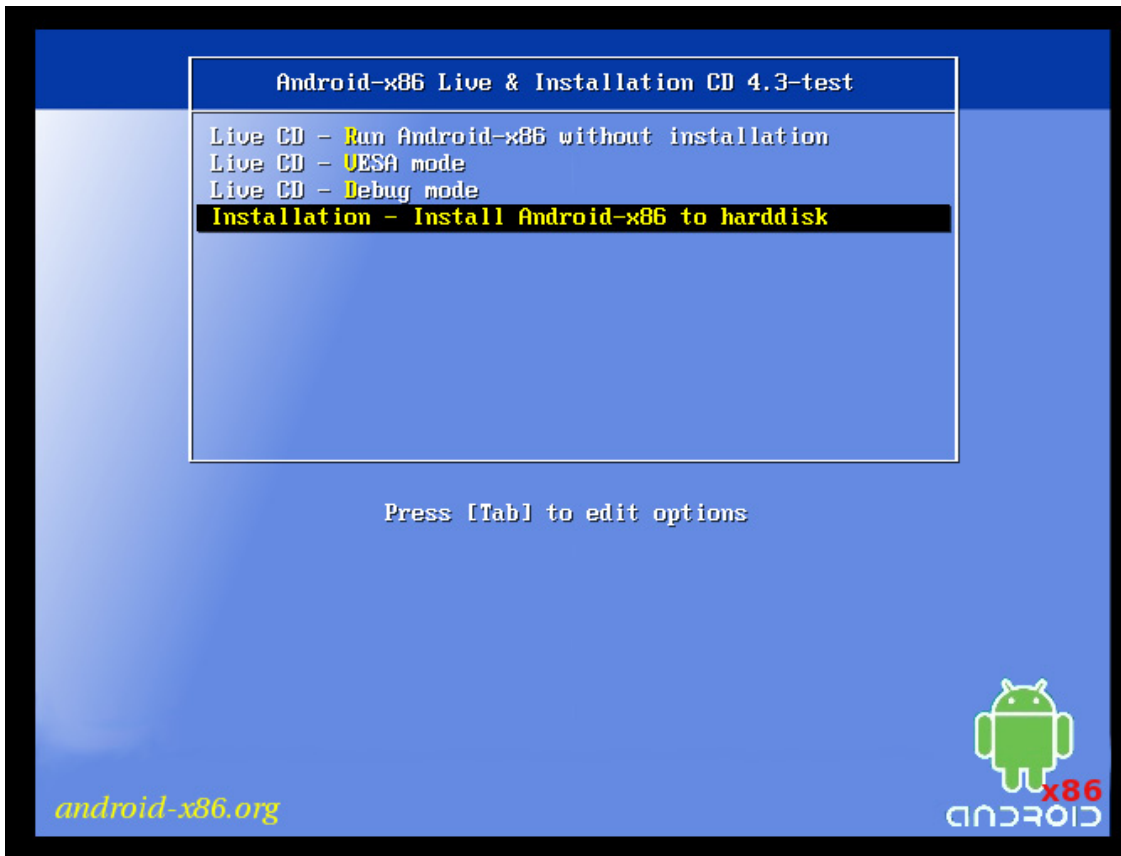 Android-x86 Live & Installation CD 4.3-test
Live CD - Run Android-x86 without installation
Live CD - VESA mode
Live CD - Debug mode
Installation - Install Android-x86 to harddisk
Press [Tab] to edit options
x86
android-x86.org
ANDROID